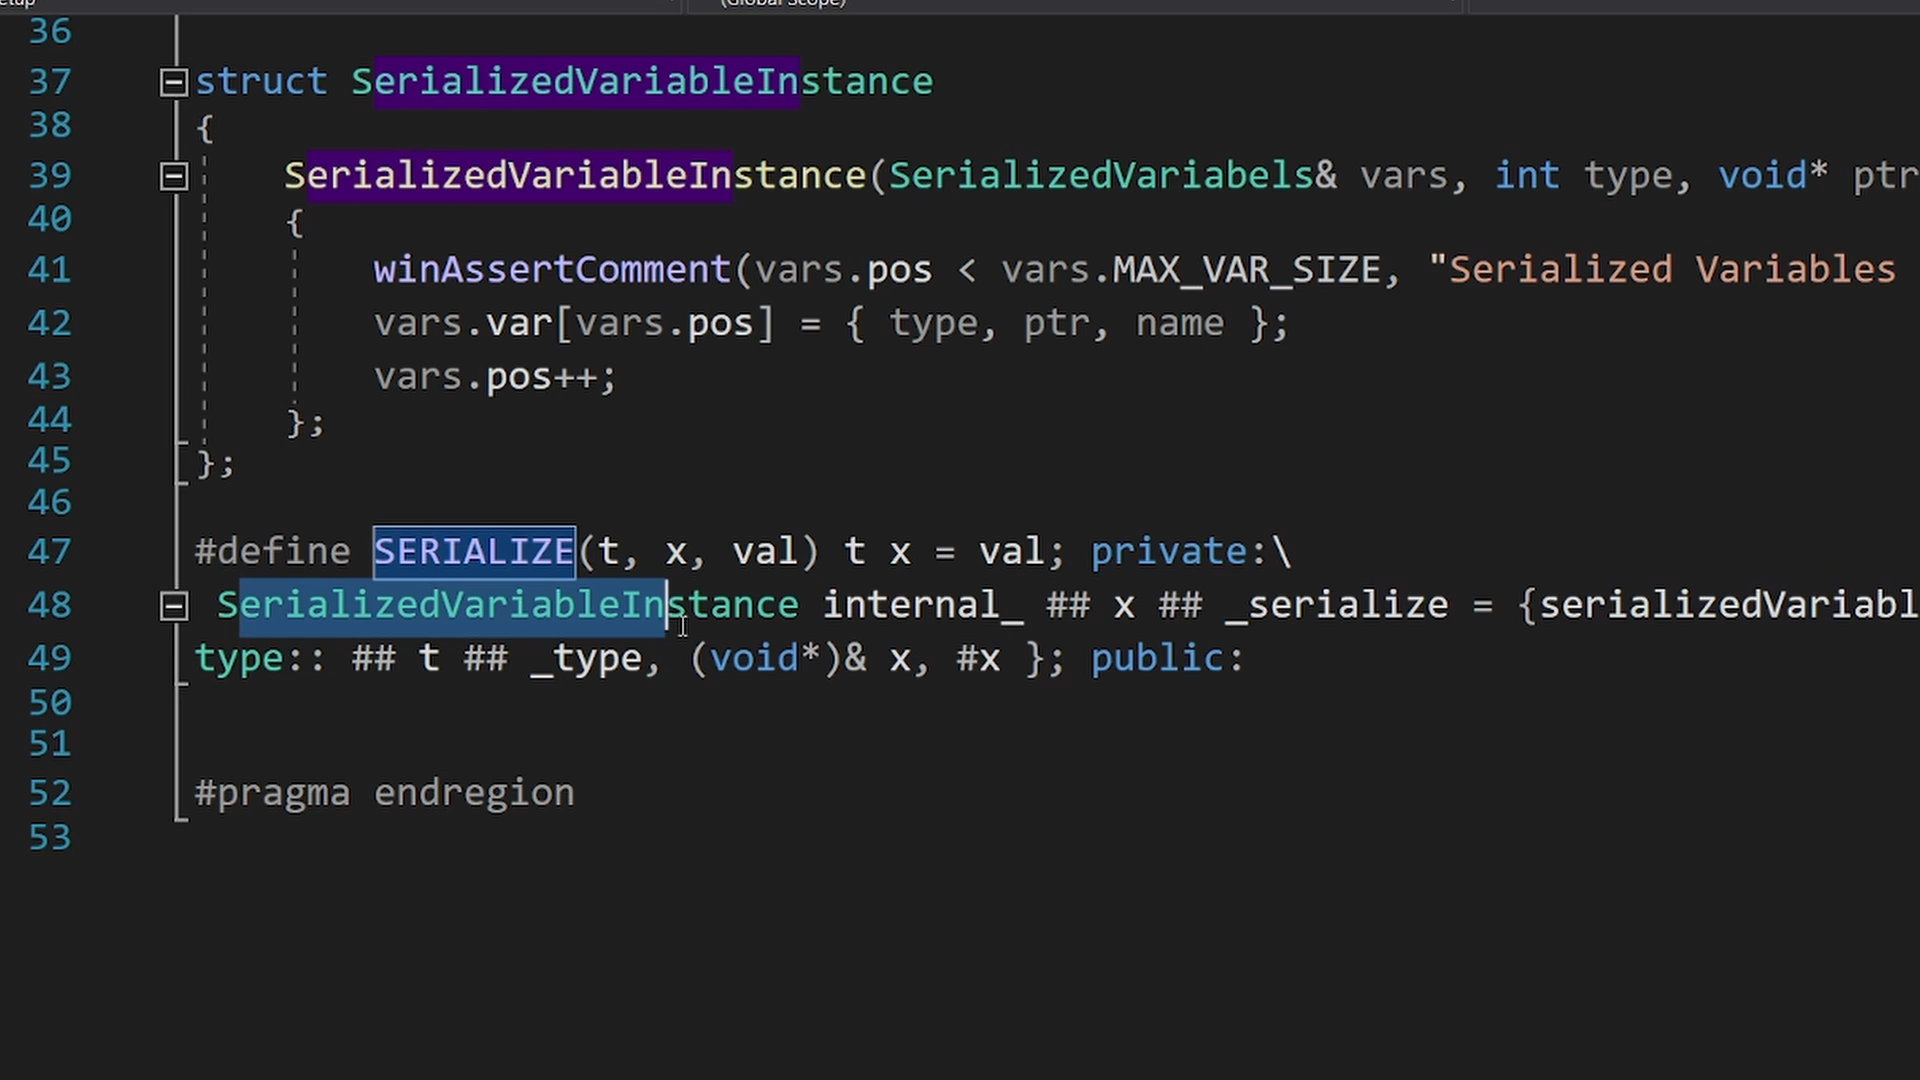 (Global Scope)
36
37 struct SerializedVariableInstance
38 {
39 SerializedVariableInstance(SerializedVariabels& vars, int type, void* ptr
40 {
41 winAssertComment(vars.pos < vars.MAX_VAR_SIZE, "Serialized Variables
42 vars.var[vars.pos] = { type, ptr, name };
43 vars.pos++;
44 };
45 };
46
47 #define SERIALIZE(t, x, val) t x = val; private:\
48 SerializedVariableInstance internal_ ## x ## _serialize = {serializedVariabl
49 type:: ## t ## _type, (void*)& x, #x }; public:
50
51
52 #pragma endregion
53